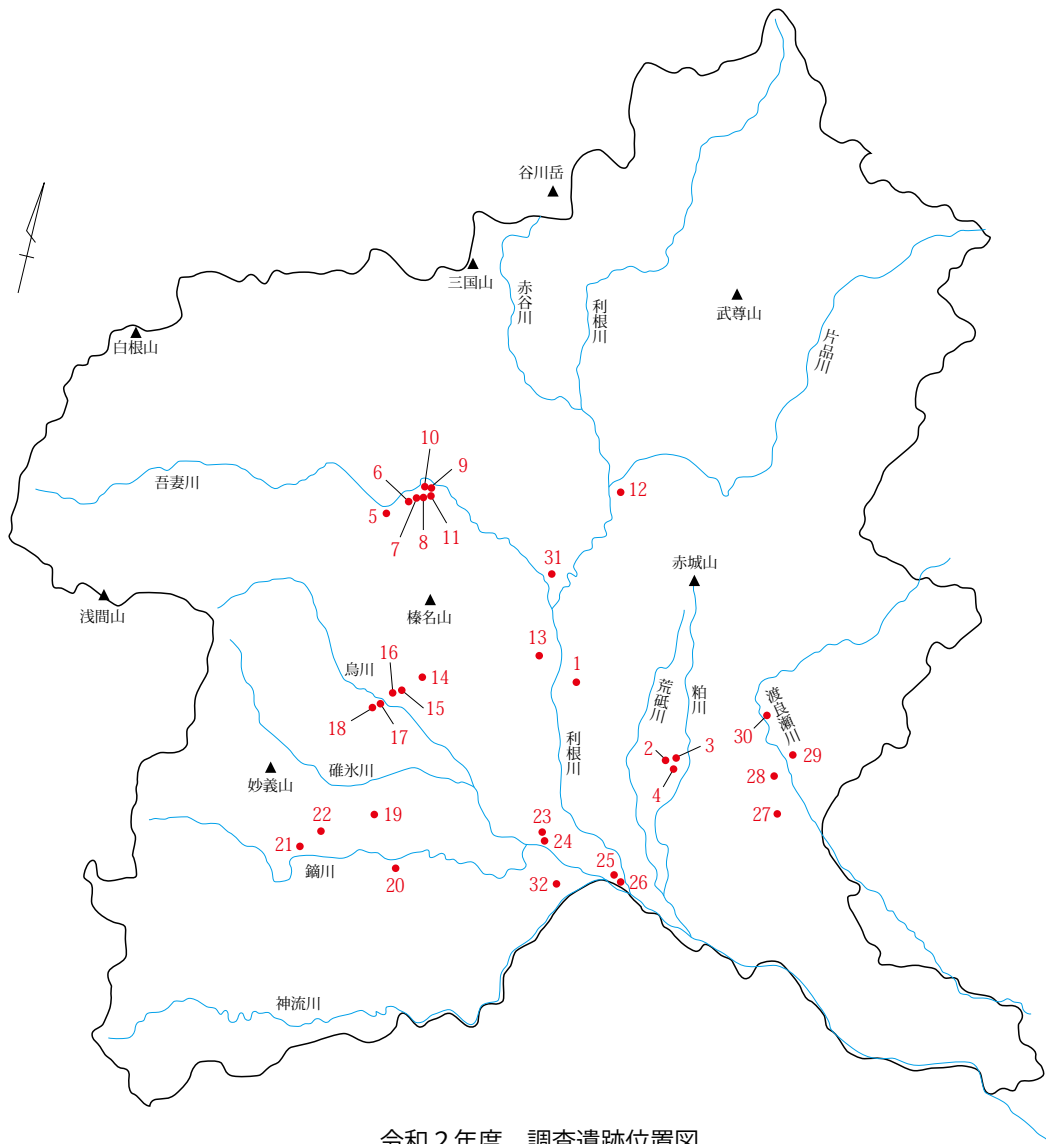 谷川岳
三国山
赤谷川
利根川
武尊山
白根山
片品川
10
9
6
吾妻川
12
5
7
8
11
31
赤城山
浅間山
榛名山
13
16
1
烏川
14
荒砥川
粕川
渡良瀬川
15
18
17
30
利根川
2
3
29
碓氷川
妙義山
28
4
19
22
23
27
21
24
鏑川
25
20
32
26
神流川
令和２年度　調査遺跡位置図